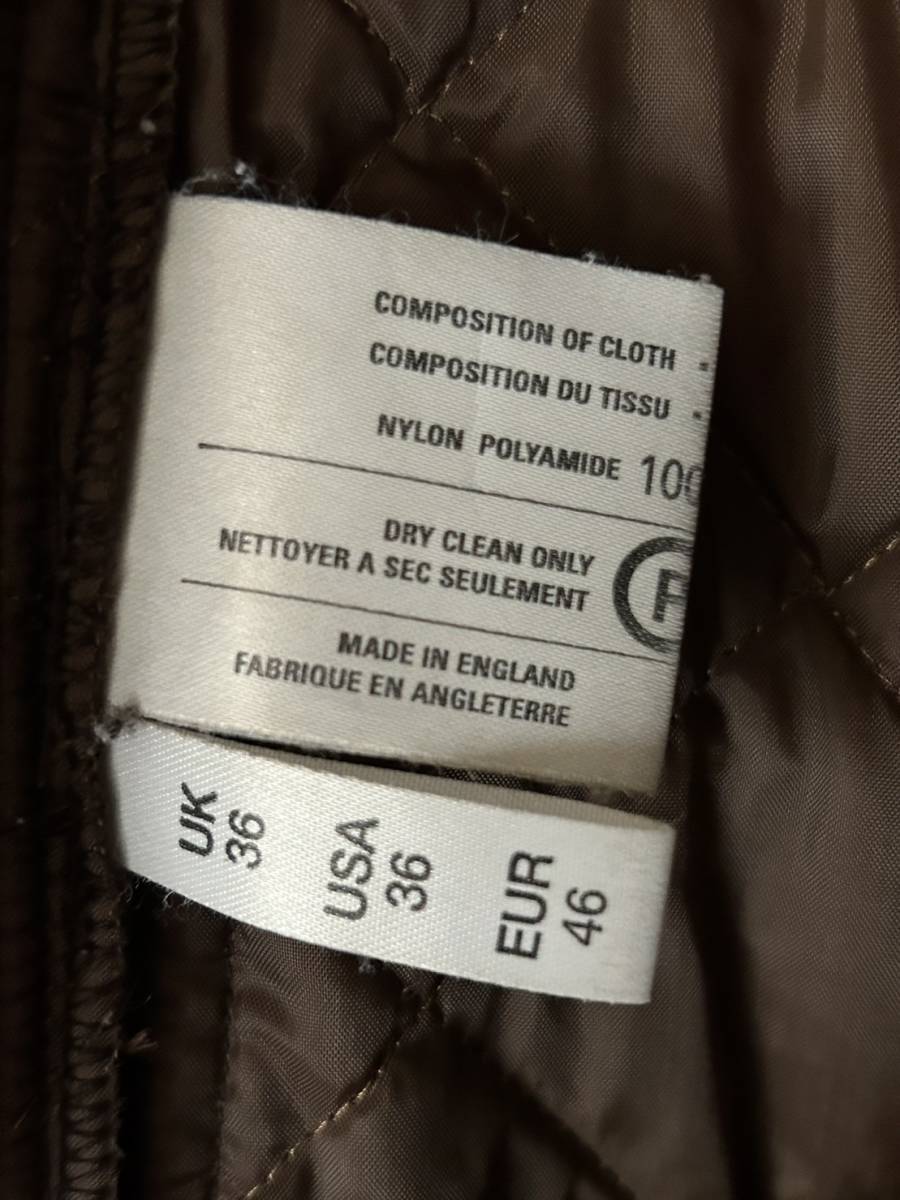 COMPOSITION OF CLOTH -
COMPOSITION DU TISSU -
NYLON POLYAMIDE 100
DRY CLEAN ONLY
NETTOYER A SEC SEULEMENT
P
MADE IN ENGLAND
FABRIQUE EN ANGLETERRE
UK
36
USA
36
EUR
46